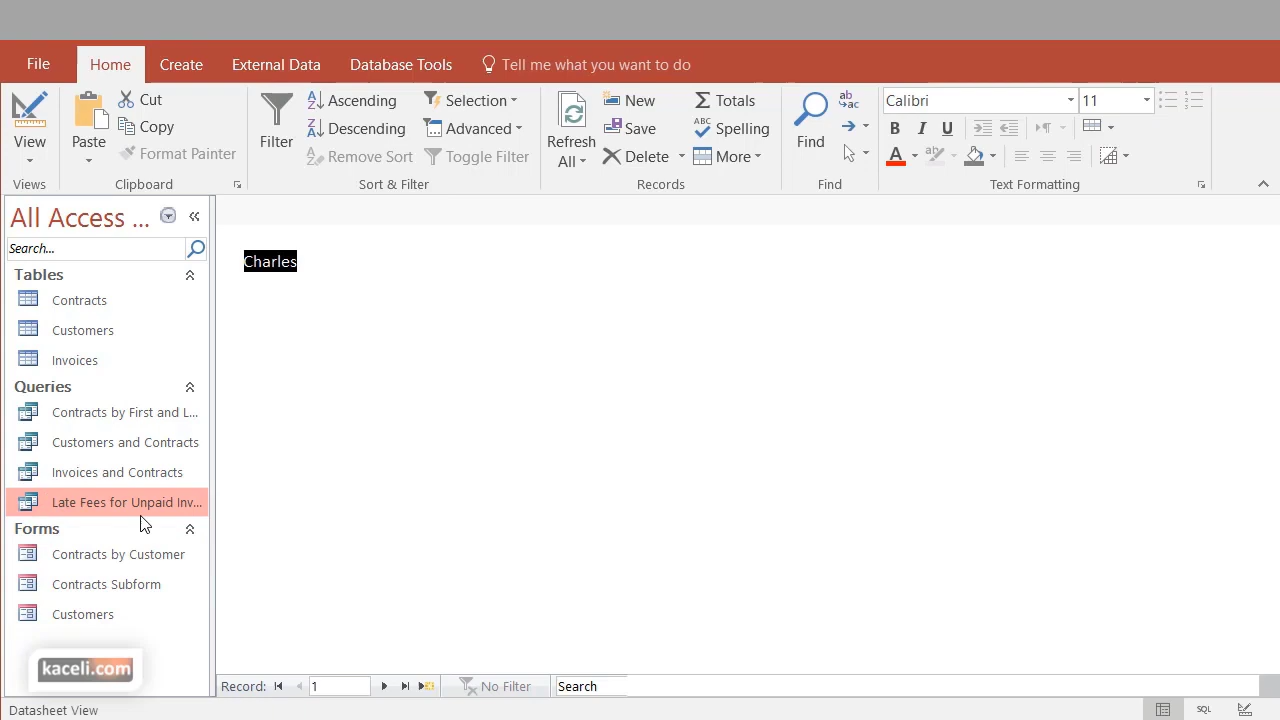 File Home Create External Data Database Tools Tell me what you want to do
View
Views
Paste
Cut
Copy
Format Painter
Clipboard
Filter
Ascending
Descending
Remove Sort
Selection
Advanced
Toggle Filter
Sort & Filter
Refresh
All
New
Save
Delete
Totals
Spelling
More
Records
Find
Find
Calibri 11
B I U
A
Text Formatting
All Access ...
Search...
Tables
Contracts
Customers
Invoices
Queries
Contracts by First and L...
Customers and Contracts
Invoices and Contracts
Late Fees for Unpaid Inv...
Forms
Contracts by Customer
Contracts Subform
Customers
kaceli.com
Charles
Record: 1 No Filter Search
Datasheet View SQL